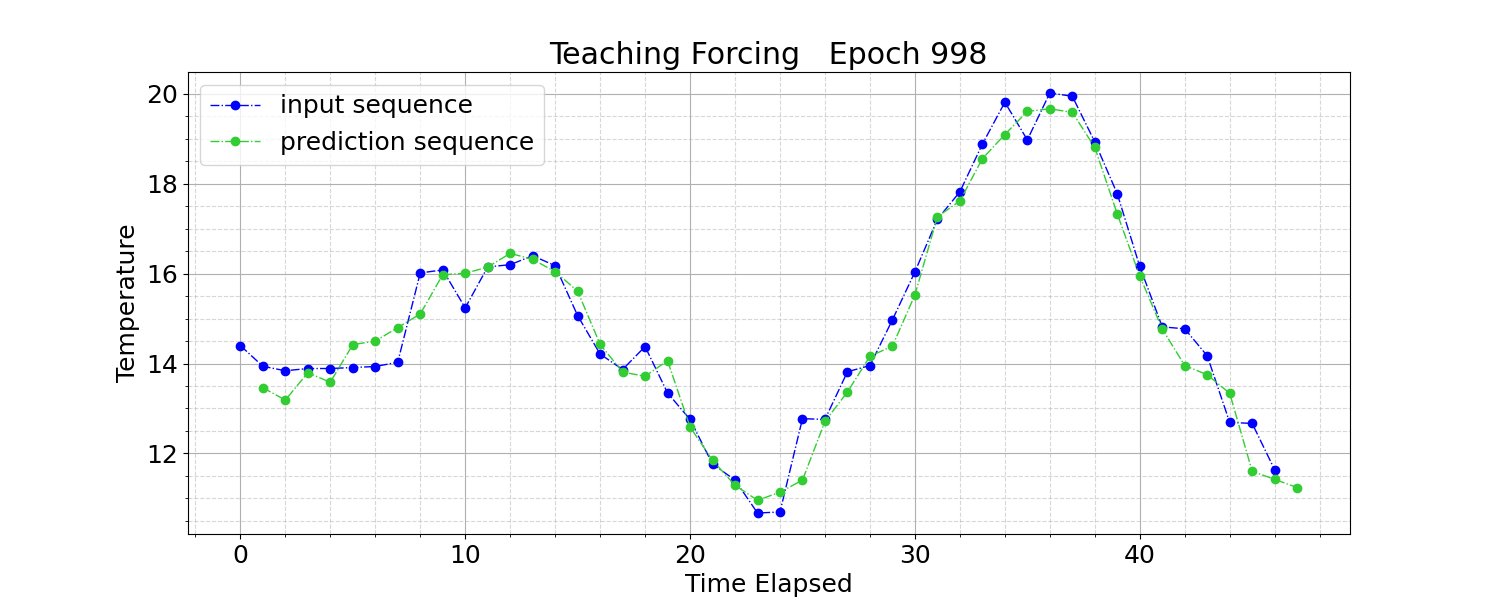 Teaching Forcing   Epoch 998
input sequence
prediction sequence
Temperature
20
18
16
14
12
0 10 20 30 40
Time Elapsed